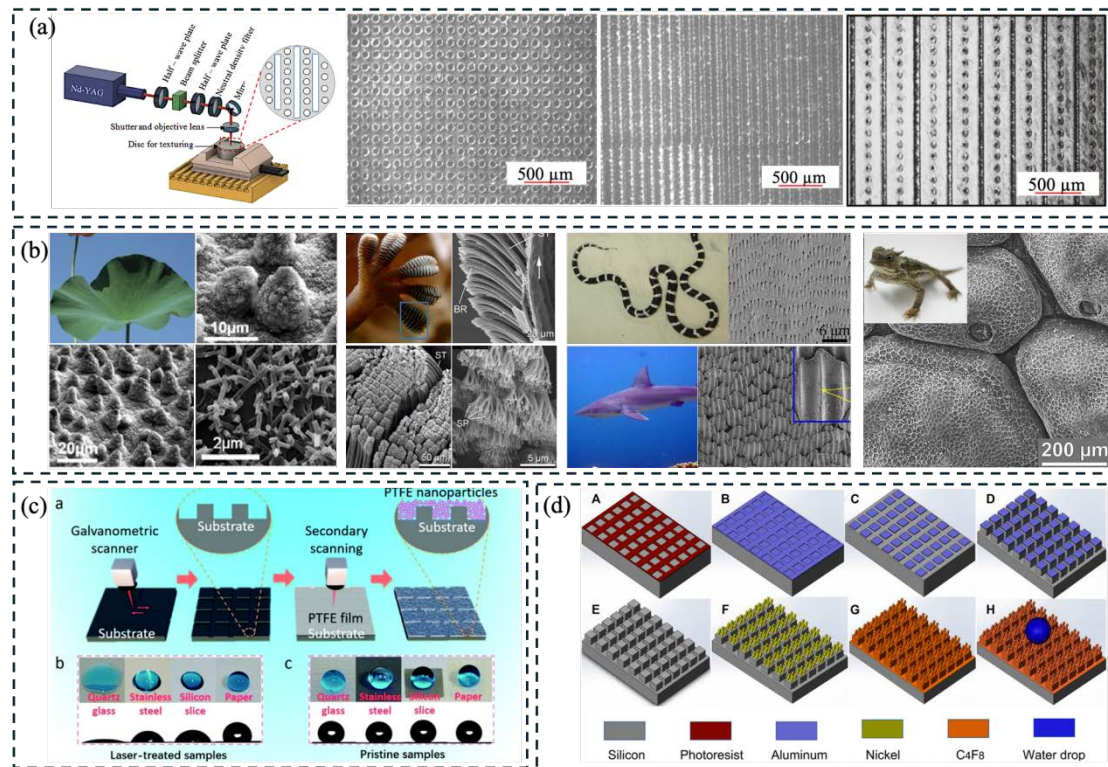 (a)
Nd-YAG
Half – wave plate
Beam splitter
Half – wave plate
Neutral density filter
Shutter and objective lens
Disc for texturing
500 µm
500 µm
500 µm
(b)
10µm
20µm
2µm
BR
20 µm
ST
50 µm
SP
5 µm
6 µm
200 µm
(c)
a
Galvanometric
scanner
Substrate
Substrate
Secondary
scanning
PTFE film
Substrate
PTFE nanoparticles
Substrate
b
Quartz
glass
Stainless
steel
Silicon
slice
Paper
Laser-treated samples
c
Quartz
glass
Stainless
steel
Silicon
slice
Paper
Pristine samples
(d)
A
B
C
D
E
F
G
H
Silicon
Photoresist
Aluminum
Nickel
C4F8
Water drop